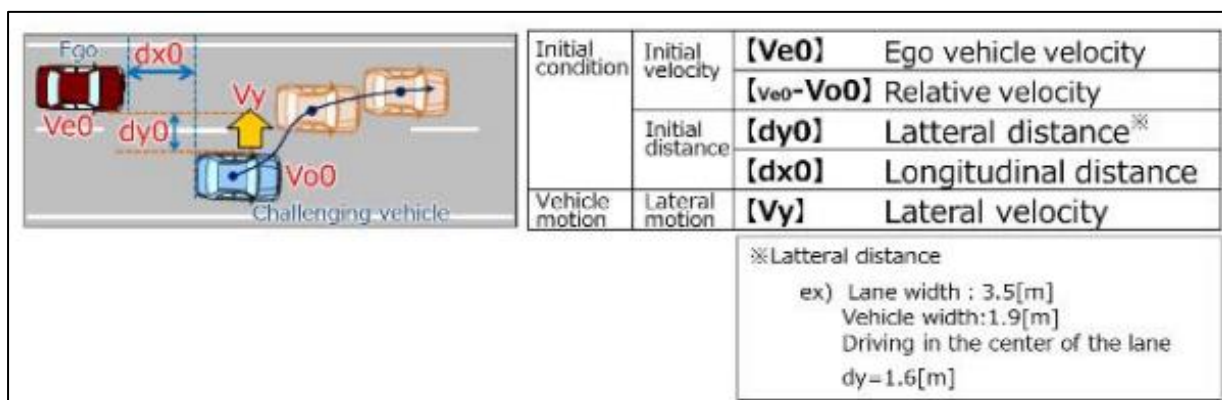 Ego
dx0
Vy
Ve0
dy0
Vo0
Challenging vehicle
Initial condition
Initial velocity
【Ve0】 Ego vehicle velocity
【Ve0-Vo0】 Relative velocity
Initial distance
【dy0】 Latteral distance※
【dx0】 Longitudinal distance
Vehicle motion
Lateral motion
【Vy】 Lateral velocity
※Latteral distance
ex) Lane width : 3.5[m]
Vehicle width:1.9[m]
Driving in the center of the lane
dy=1.6[m]